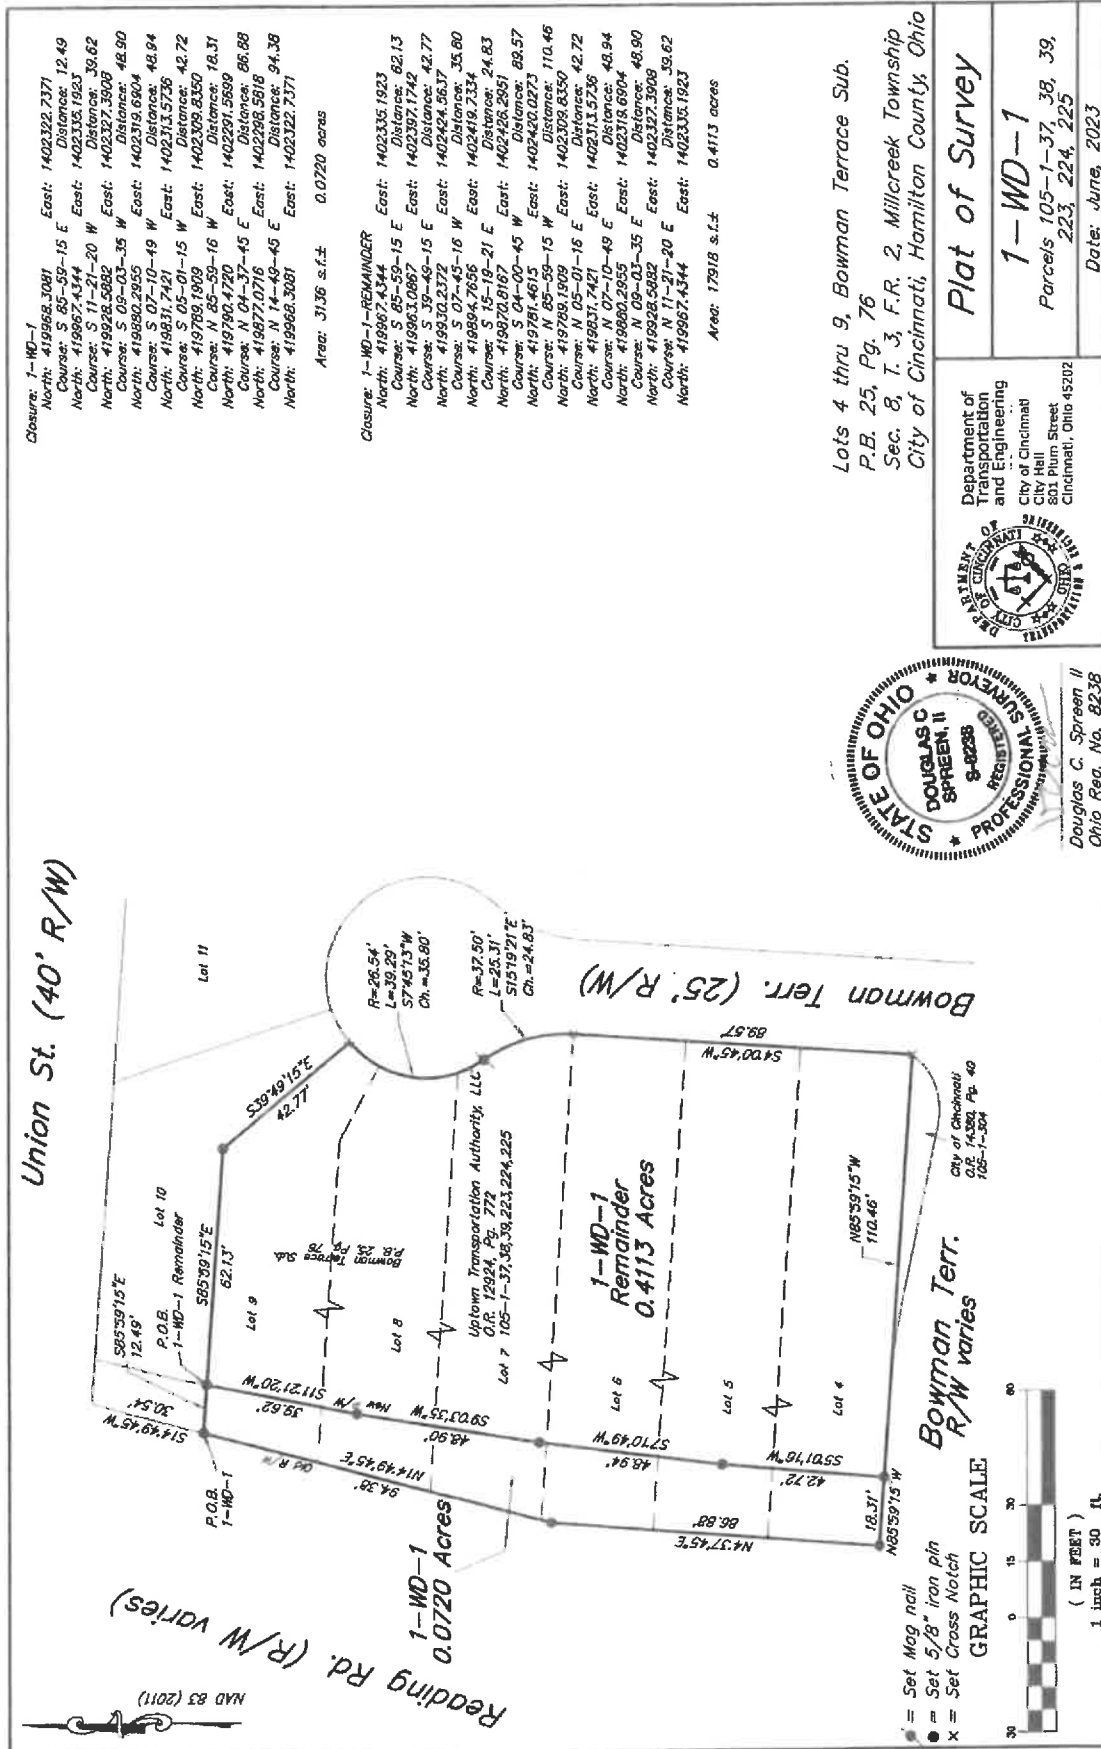 Closure: 1-WD-1
North: 419968.3081 East: 1402322.7371
Course: S 85-59-15 E Distance: 12.49
North: 419967.4344 East: 1402335.1923
Course: S 11-21-20 W Distance: 39.62
North: 419928.5882 East: 1402327.3908
Course: S 09-03-35 W Distance: 48.90
North: 419880.2955 East: 1402319.6904
Course: S 07-10-49 W Distance: 48.94
North: 419831.7421 East: 1402313.5736
Course: S 05-01-15 W Distance: 42.72
North: 419789.1909 East: 1402309.8350
Course: N 85-59-16 W Distance: 18.31
North: 419790.4720 East: 1402291.5699
Course: N 04-37-45 E Distance: 86.88
North: 419877.0716 East: 1402298.5818
Course: N 14-49-45 E Distance: 94.38
North: 419968.3081 East: 1402322.7371
Area: 3136 s.f.± 0.0720 acres
Closure: 1-WD-1-REMAINDER
North: 419967.4344 East: 1402335.1923
Course: S 85-59-15 E Distance: 62.13
North: 419963.0867 East: 1402397.1742
Course: S 39-49-15 E Distance: 42.77
North: 419930.2372 East: 1402424.5637
Course: S 07-45-16 W Distance: 35.80
North: 419894.7656 East: 1402419.7334
Course: S 15-19-21 E Distance: 24.83
North: 419870.8167 East: 1402426.2951
Course: S 04-00-45 W Distance: 89.57
North: 419781.4615 East: 1402420.0273
Course: N 85-59-15 W Distance: 110.46
North: 419789.1909 East: 1402309.8350
Course: N 05-01-16 E Distance: 42.72
North: 419831.7421 East: 1402313.5736
Course: N 07-10-49 E Distance: 48.94
North: 419880.2955 East: 1402319.6904
Course: N 09-03-35 E Distance: 48.90
North: 419928.5882 East: 1402327.3908
Course: N 11-21-20 E Distance: 39.62
North: 419967.4344 East: 1402335.1923
Area: 17918 s.f.± 0.4113 acres
Lots 4 thru 9, Bowman Terrace Sub.
P.B. 25, Pg. 76
Sec. 8, T. 3, F.R. 2, Millcreek Township
City of Cincinnati, Hamilton County, Ohio
Union St. (40' R/W)
Lot 11
Lot 10
S85°59'15"E
12.49'
P.O.B.
1-WD-1 Remainder
S85°59'15"E
62.13'
S39°49'15"E
42.77'
R=26.54'
L=39.29'
S7°45'13"W
Ch.=35.80'
R=37.50'
L=25.31'
S15°19'21"E
Ch.=24.83'
Bowman Terr. (25' R/W)
S14°49'45"W
30.54'
P.O.B.
1-WD-1
S11°21'20"W
39.62'
New R/W
Old R/W
N14°49'45"E
94.38'
S9°03'35"W
48.90'
S7°10'49"W
48.94'
S5°01'16"W
42.72'
N4°37'45"E
86.88'
18.31'
N85°59'15"W
S4°00'45"W
89.57'
Lot 9
Bowman Terrace Sub.
P.B. 25, Pg. 76
Lot 8
Uptown Transportation Authority, LLC
O.R. 12924, Pg. 772
Lot 7 105-1-37,38,39,223,224,225
1-WD-1
Remainder
0.4113 Acres
Lot 6
Lot 5
Lot 4
N85°59'15"W
110.46'
City of Cincinnati
O.R. 14380, Pg. 40
105-1-304
Bowman Terr.
R/W varies
1-WD-1
0.0720 Acres
Reading Rd. (R/W varies)
NAD 83 (2011)
= Set Mag nail
= Set 5/8" iron pin
x = Set Cross Notch
GRAPHIC SCALE
30 0 15 30 60
( IN FEET )
1 inch = 30 ft.
STATE OF OHIO
DOUGLAS C
SPREEN, II
S-8238
REGISTERED
PROFESSIONAL SURVEYOR
Douglas C. Spreen II
Ohio Reg. No. 8238
CITY OF CINCINNATI
OHIO
Department of
Transportation
and Engineering
City of Cincinnati
City Hall
801 Plum Street
Cincinnati, Ohio 45202
Plat of Survey
1-WD-1
Parcels 105-1-37, 38, 39,
223, 224, 225
Date: June, 2023